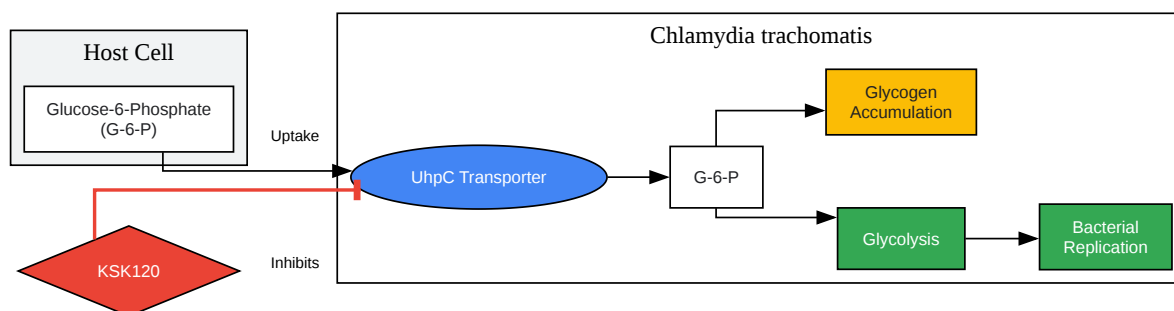 Host Cell
Glucose-6-Phosphate
(G-6-P)
Uptake
KSK120
Inhibits
Chlamydia trachomatis
UhpC Transporter
G-6-P
Glycogen
Accumulation
Glycolysis
Bacterial
Replication